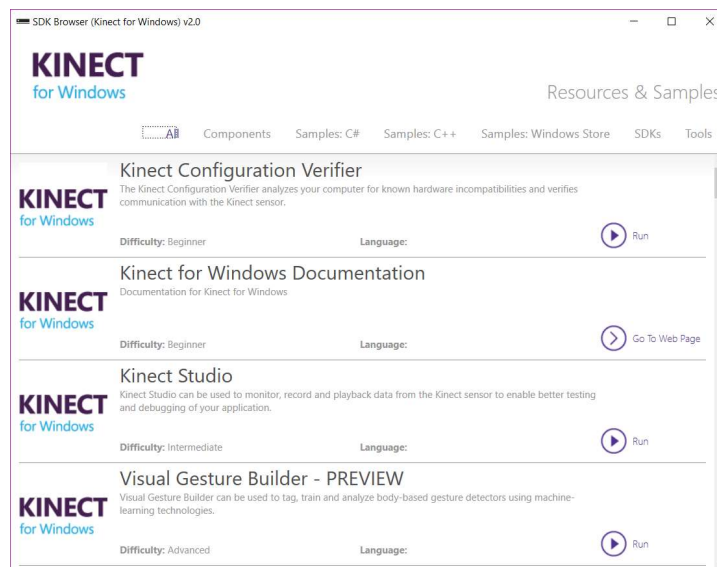 SDK Browser (Kinect for Windows) v2.0
KINECT
for Windows
Resources & Samples
All Components Samples: C# Samples: C++ Samples: Windows Store SDKs Tools
Kinect Configuration Verifier
KINECT
for Windows
The Kinect Configuration Verifier analyzes your computer for known hardware incompatibilities and verifies
communication with the Kinect sensor.
Difficulty: Beginner Language: Run
Kinect for Windows Documentation
KINECT
for Windows
Documentation for Kinect for Windows
Difficulty: Beginner Language: Go To Web Page
Kinect Studio
KINECT
for Windows
Kinect Studio can be used to monitor, record and playback data from the Kinect sensor to enable better testing
and debugging of your application.
Difficulty: Intermediate Language: Run
Visual Gesture Builder - PREVIEW
KINECT
for Windows
Visual Gesture Builder can be used to tag, train and analyze body-based gesture detectors using machine-
learning technologies.
Difficulty: Advanced Language: Run